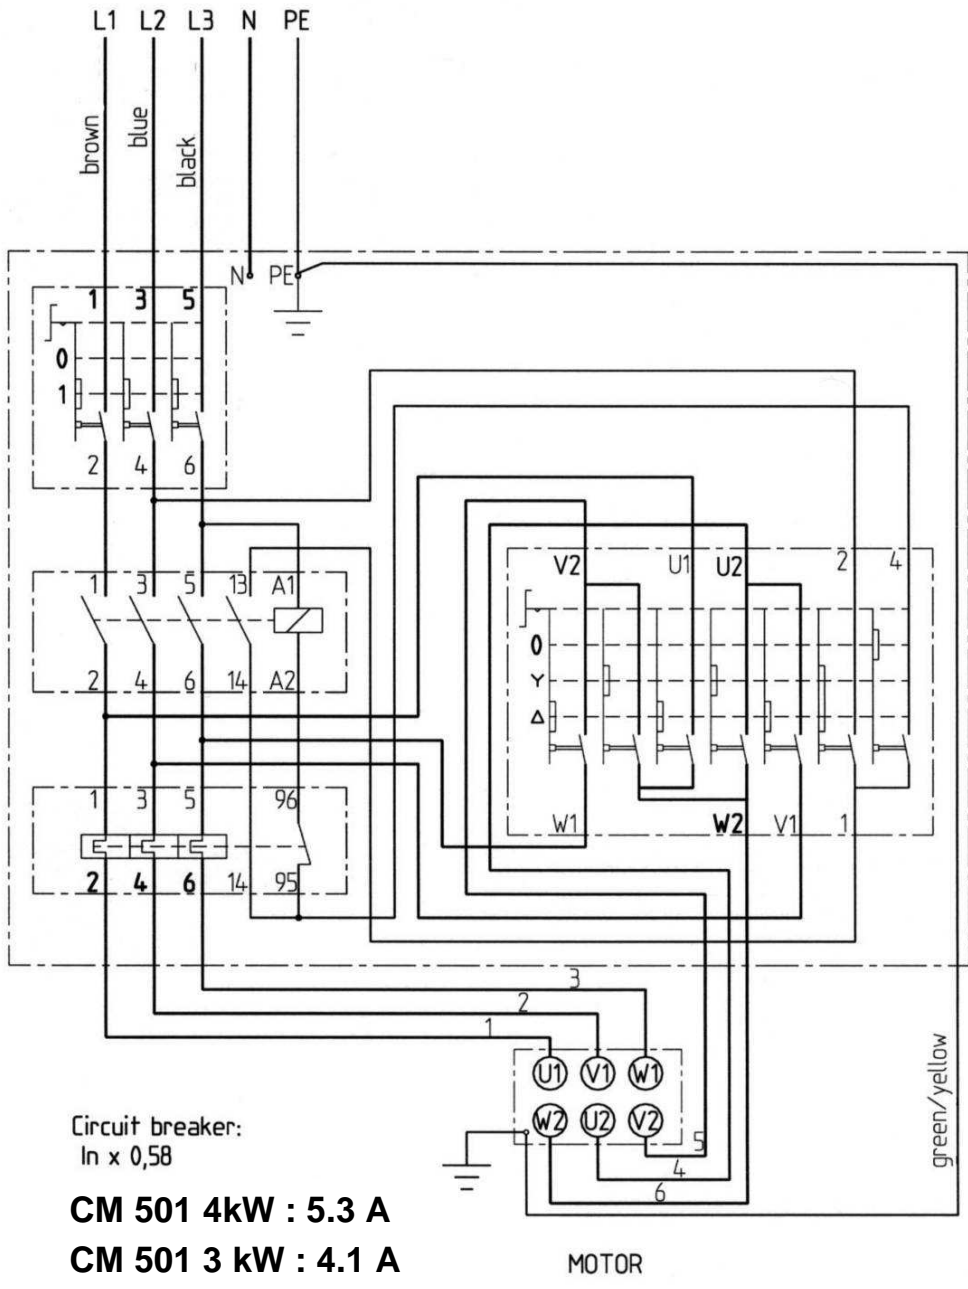 L1 L2 L3 N PE
brown
blue
black
N PE
1 3 5
0
1
2 4 6
1 3 5 13 A1
2 4 6 14 A2
1 3 5 96
2 4 6 14 95
V2 U1 U2 2 4
0
Y
Δ
W1 W2 V1 1
3
2
1
U1 V1 W1
W2 U2 V2
5
4
6
green/yellow
Circuit breaker:
In x 0,58
CM 501 4kW : 5.3 A
CM 501 3 kW : 4.1 A
MOTOR